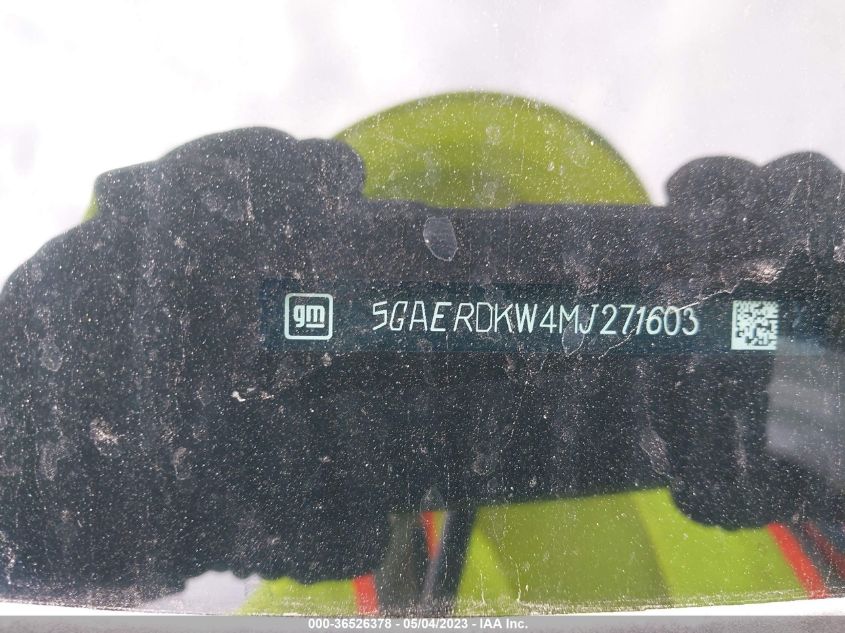 gm 5GAERDKW4MJ271603
000-36526378 - 05/04/2023 - IAA Inc.